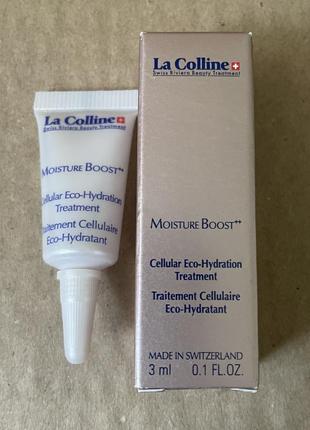 La Colline
Swiss Riviera Beauty Treatment
MOISTURE BOOST++
Cellular Eco-Hydration
Treatment
Traitement Cellulaire
Eco-Hydratant
La Colline
Swiss Riviera Beauty Treatment
MOISTURE BOOST++
Cellular Eco-Hydration
Treatment
Traitement Cellulaire
Eco-Hydratant
MADE IN SWITZERLAND
3 ml 0.1 FL.OZ.